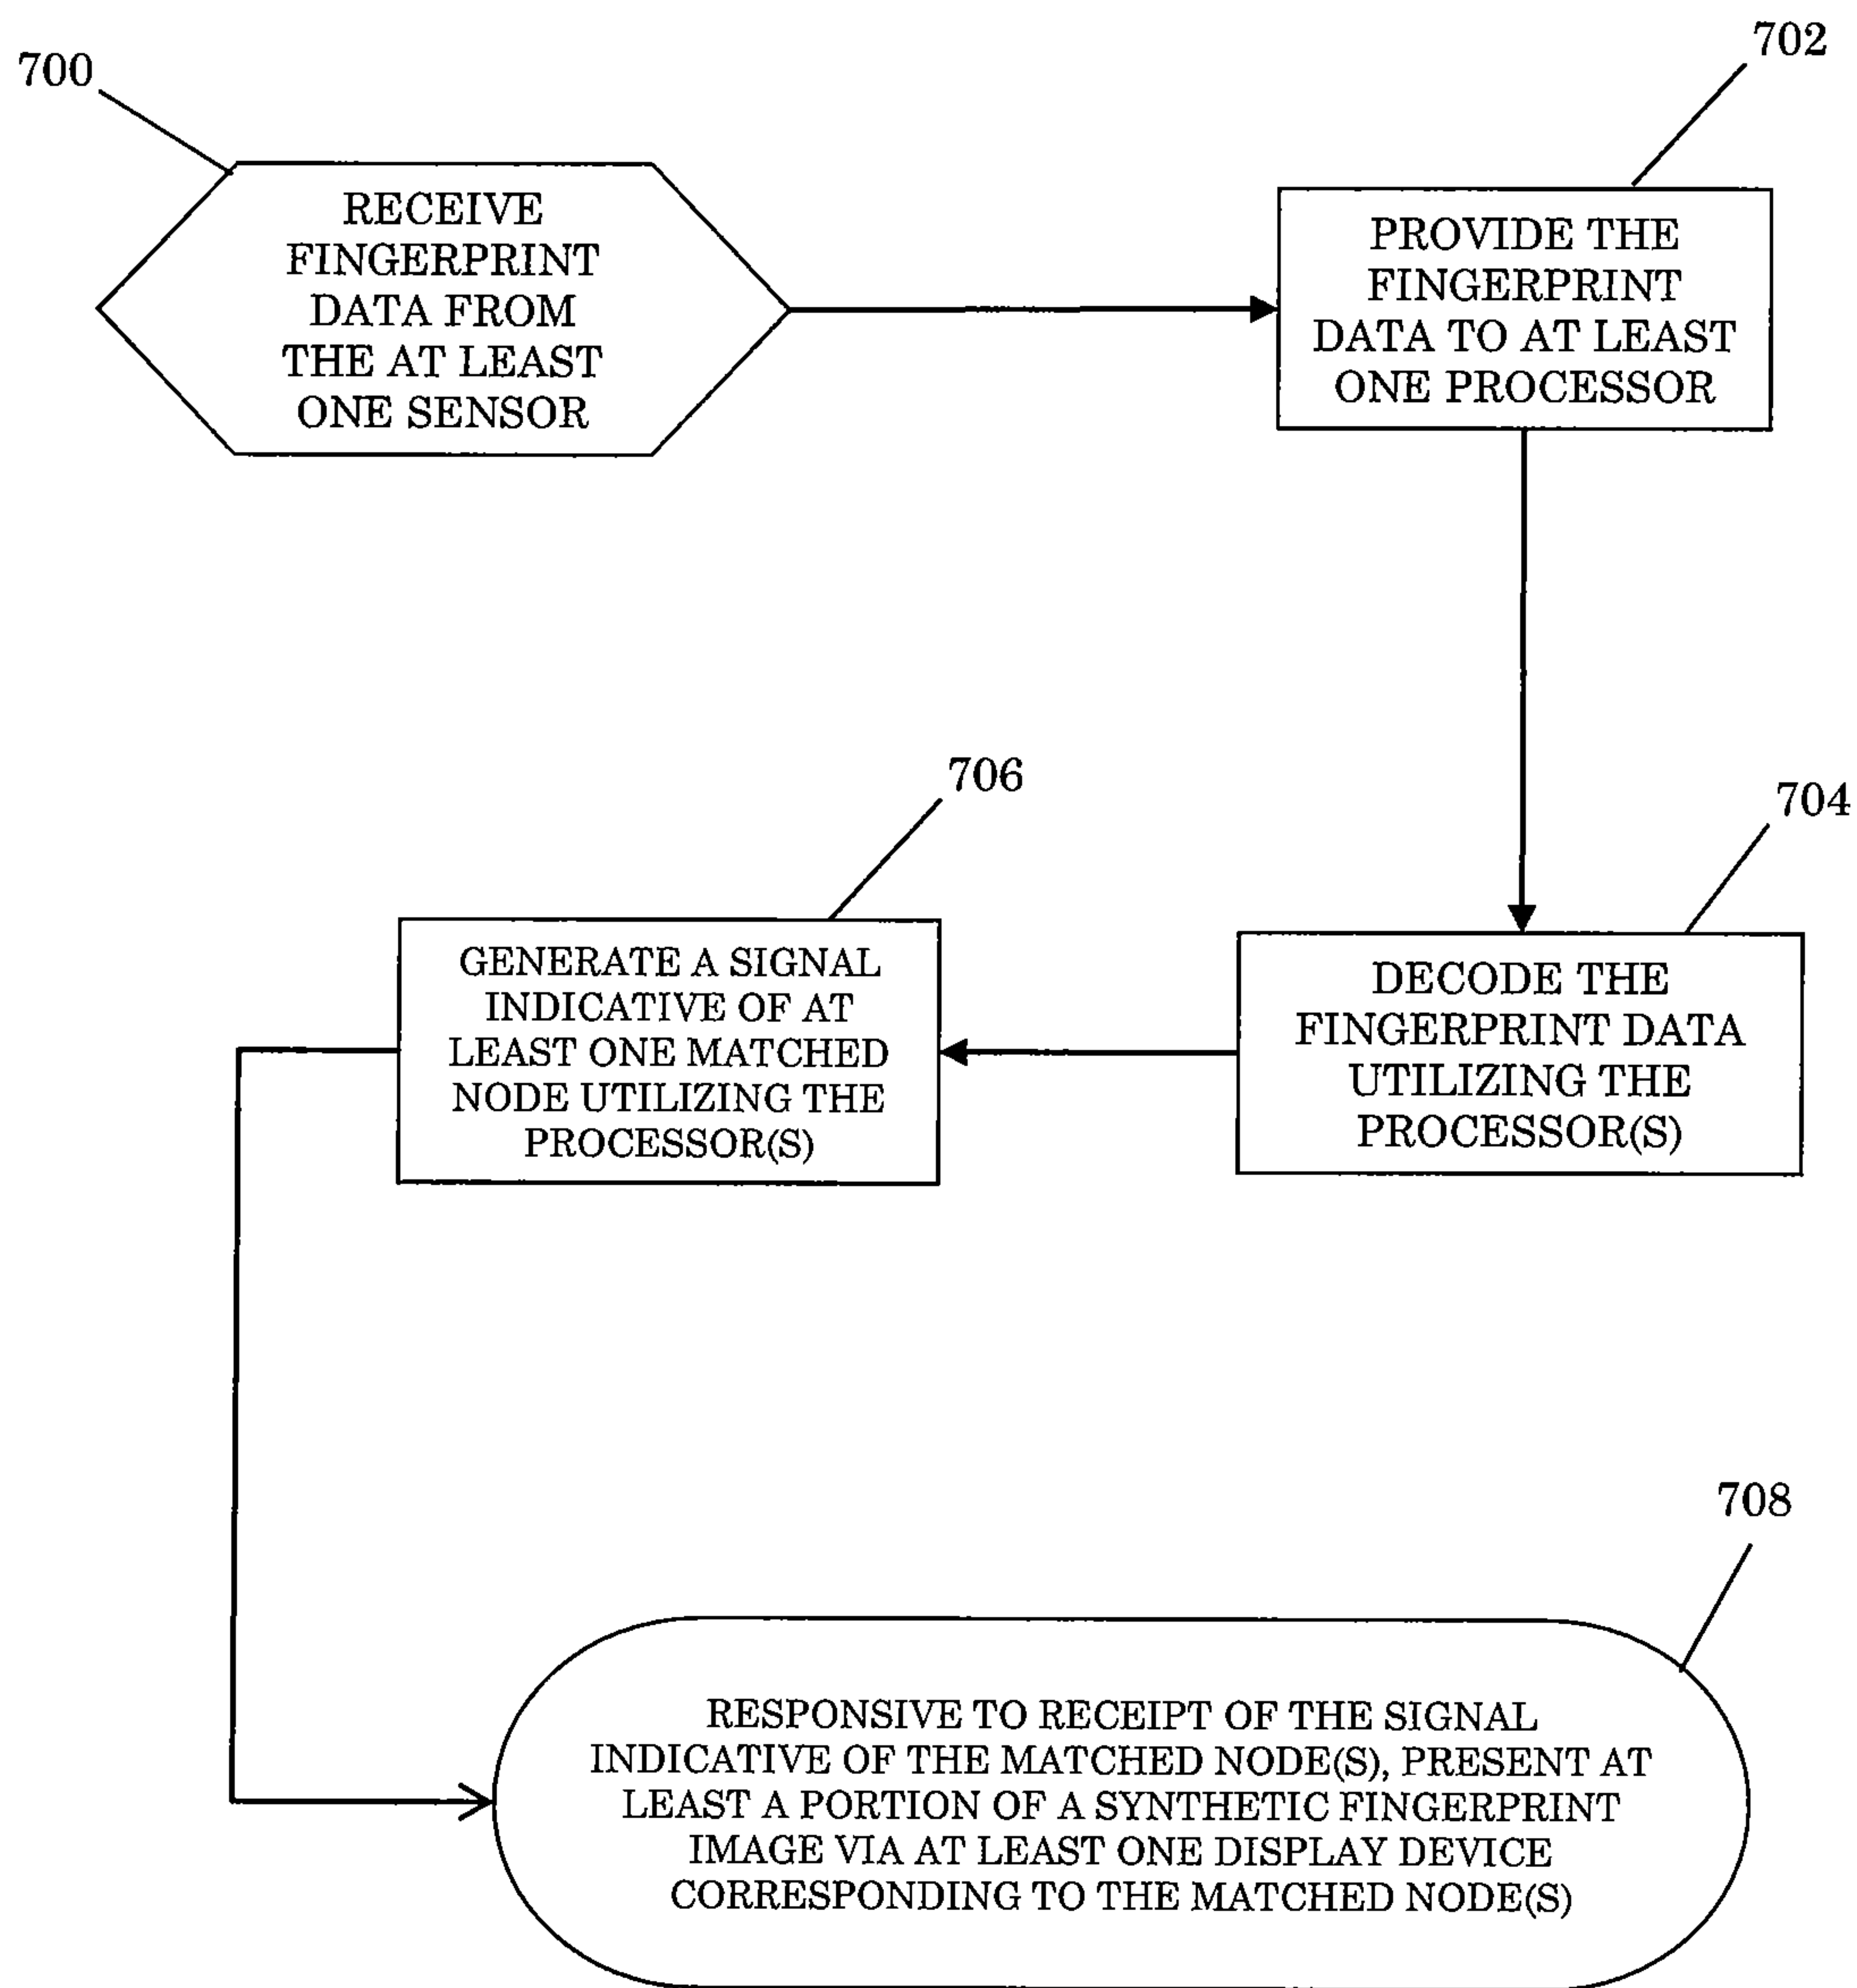 700
RECEIVE
FINGERPRINT
DATA FROM
THE AT LEAST
ONE SENSOR
702
PROVIDE THE
FINGERPRINT
DATA TO AT LEAST
ONE PROCESSOR
704
DECODE THE
FINGERPRINT DATA
UTILIZING THE
PROCESSOR(S)
706
GENERATE A SIGNAL
INDICATIVE OF AT
LEAST ONE MATCHED
NODE UTILIZING THE
PROCESSOR(S)
708
RESPONSIVE TO RECEIPT OF THE SIGNAL
INDICATIVE OF THE MATCHED NODE(S), PRESENT AT
LEAST A PORTION OF A SYNTHETIC FINGERPRINT
IMAGE VIA AT LEAST ONE DISPLAY DEVICE
CORRESPONDING TO THE MATCHED NODE(S)